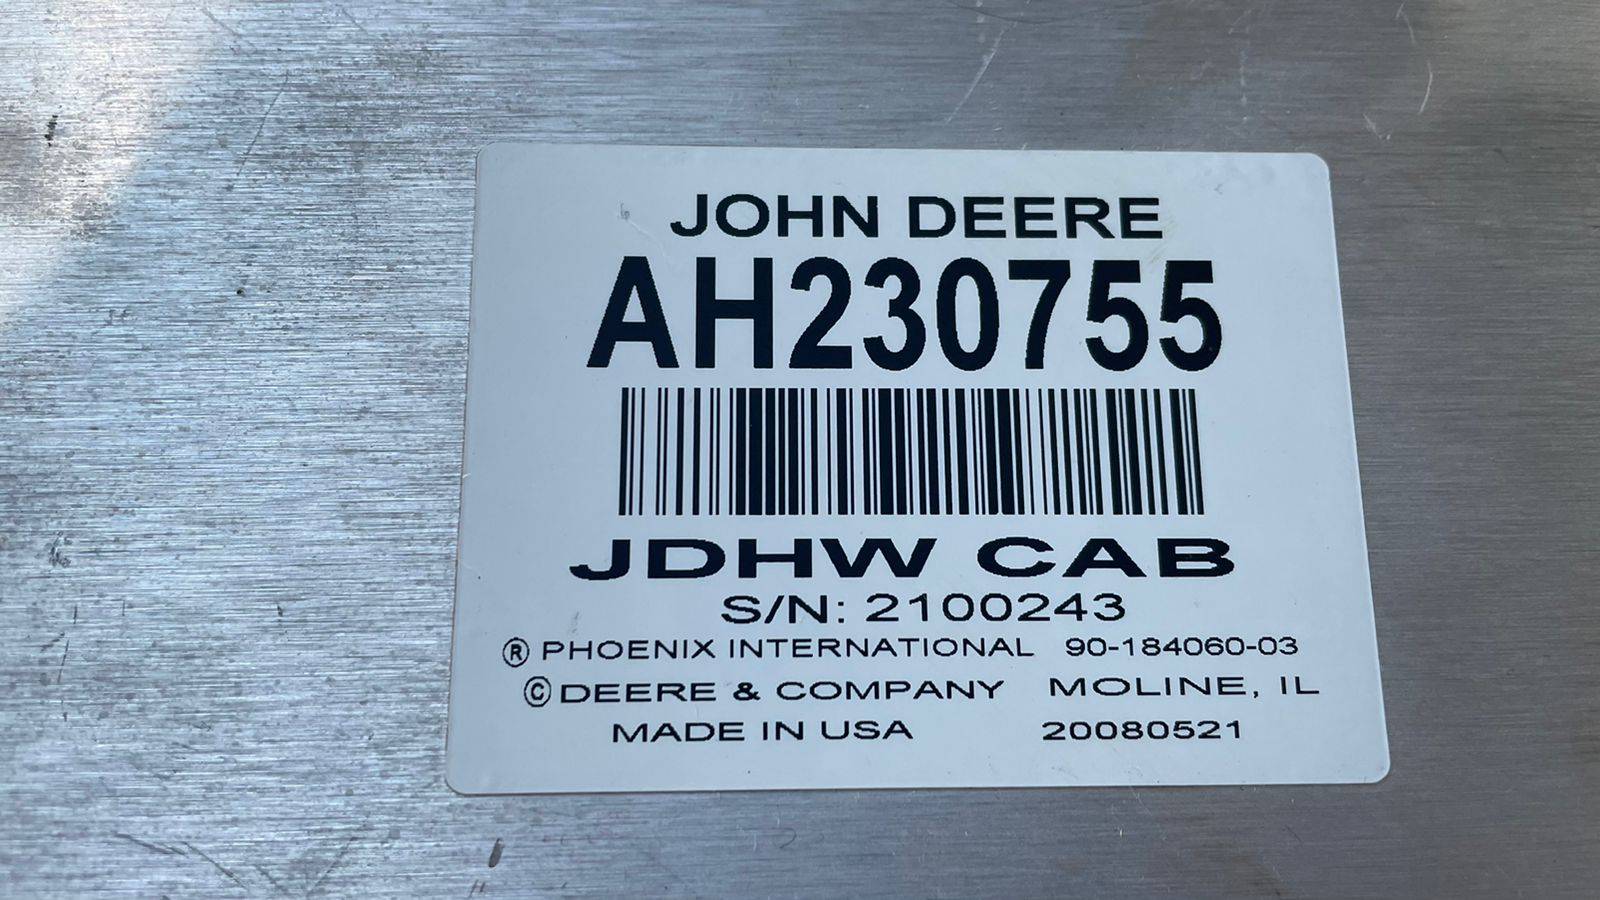 JOHN DEERE
AH230755
JDHW CAB
S/N: 2100243
® PHOENIX INTERNATIONAL 90-184060-03
© DEERE & COMPANY MOLINE, IL
MADE IN USA 20080521